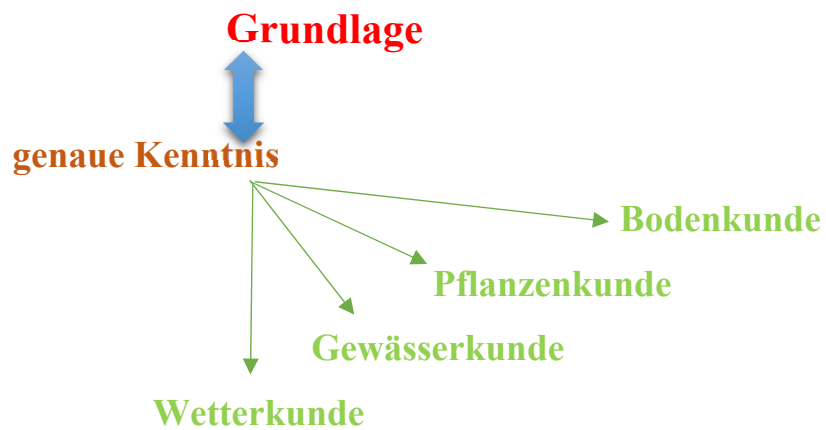 Grundlage
genaue Kenntnis
Bodenkunde
Pflanzenkunde
Gewässerkunde
Wetterkunde